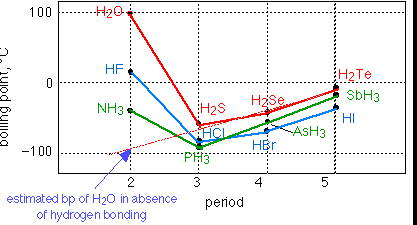 100
H2O
HF
H2Te
0
SbH3
H2S
H2Se
NH3
HCl
HI
AsH3
HBr
PH3
−100
boiling point, °C
2
3
4
5
period
estimated bp of H2O in absence
of hydrogen bonding